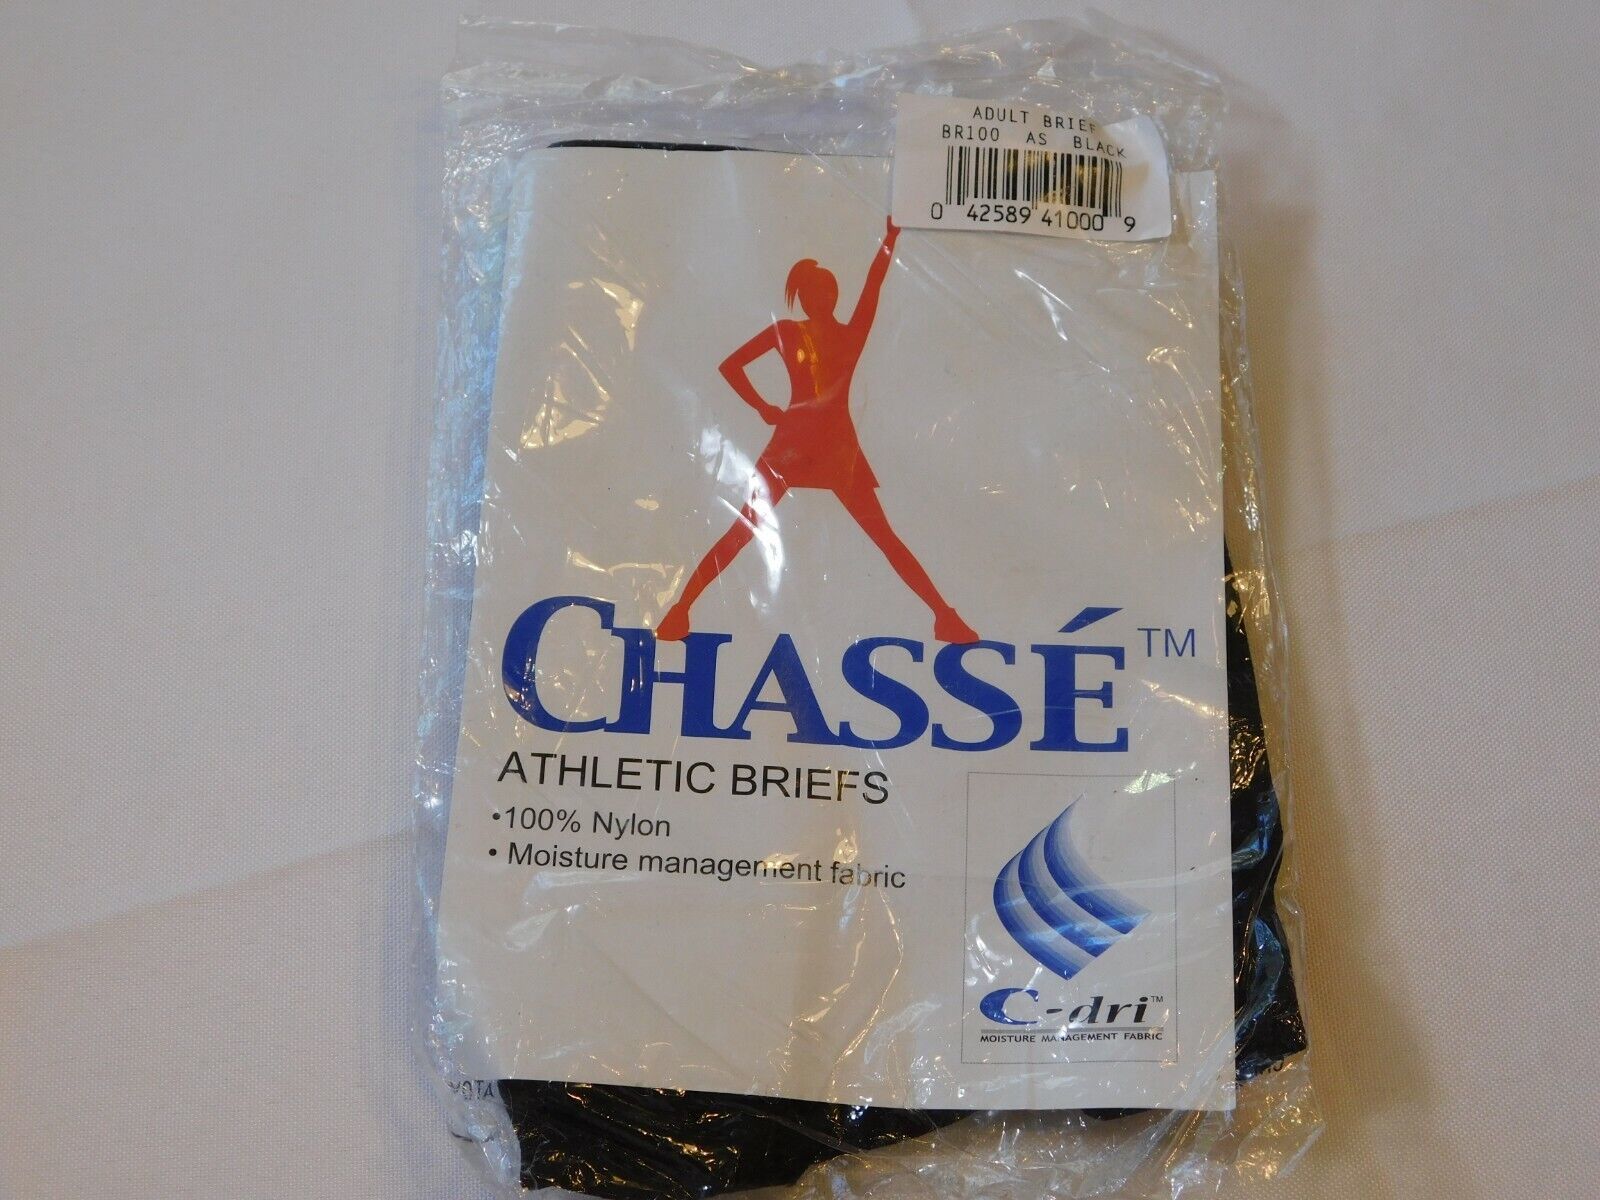 ADULT BRIEF
BR100 AS BLACK
0 42589 41000 9
CHASSÉ™
ATHLETIC BRIEFS
•100% Nylon
• Moisture management fabric
C-dri™
MOISTURE MANAGEMENT FABRIC